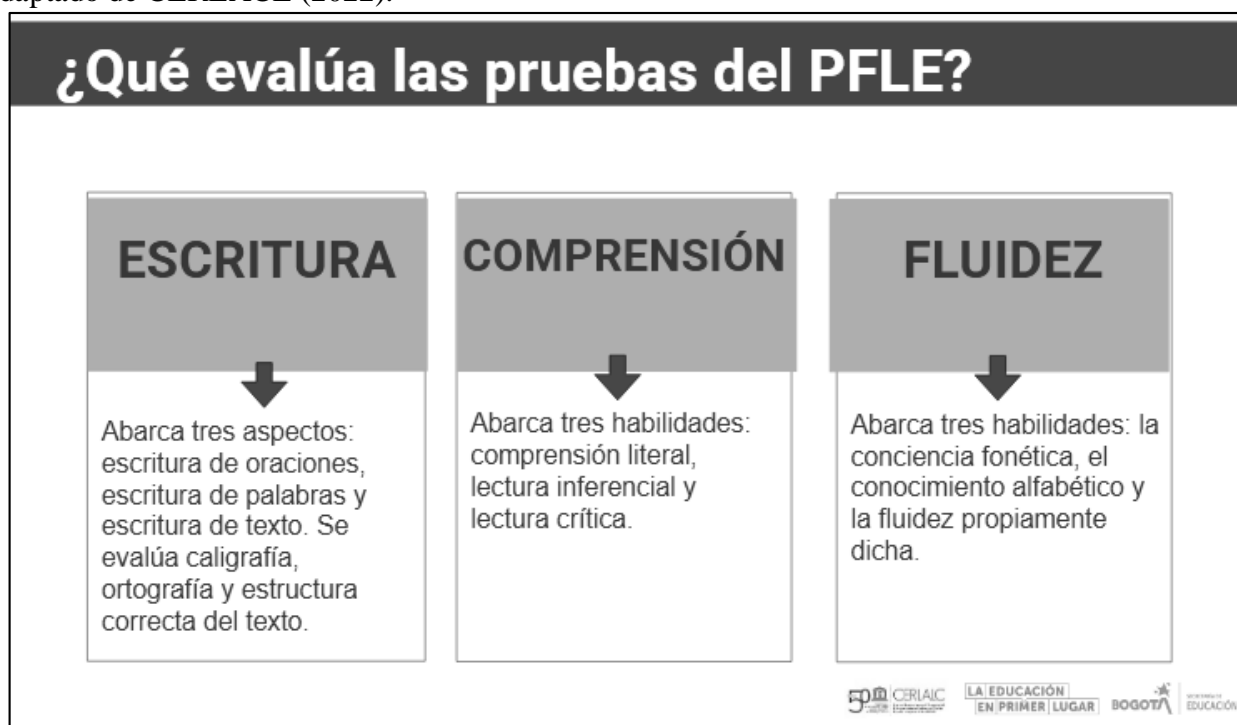 ¿Qué evalúa las pruebas del PFLE?
ESCRITURA
Abarca tres aspectos:
escritura de oraciones,
escritura de palabras y
escritura de texto. Se
evalúa caligrafía,
ortografía y estructura
correcta del texto.
COMPRENSIÓN
Abarca tres habilidades:
comprensión literal,
lectura inferencial y
lectura crítica.
FLUIDEZ
Abarca tres habilidades: la
conciencia fonética, el
conocimiento alfabético y
la fluidez propiamente
dicha.
50 CERLALC
LA EDUCACIÓN
EN PRIMER LUGAR
BOGOTÁ
EDUCACIÓN